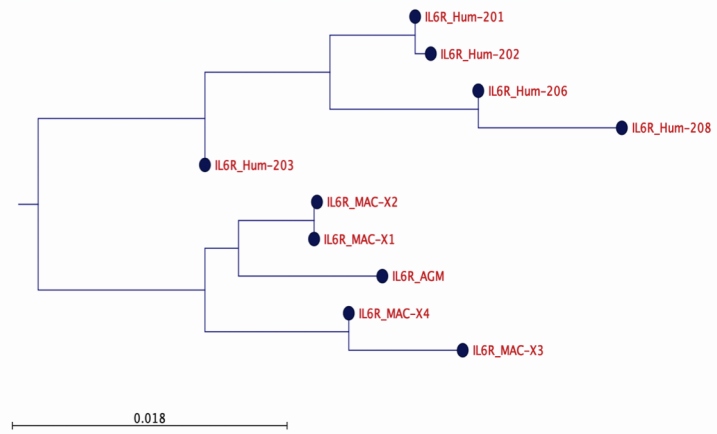 IL6R_Hum-201
IL6R_Hum-202
IL6R_Hum-206
IL6R_Hum-208
IL6R_Hum-203
IL6R_MAC-X2
IL6R_MAC-X1
IL6R_AGM
IL6R_MAC-X4
IL6R_MAC-X3
0.018